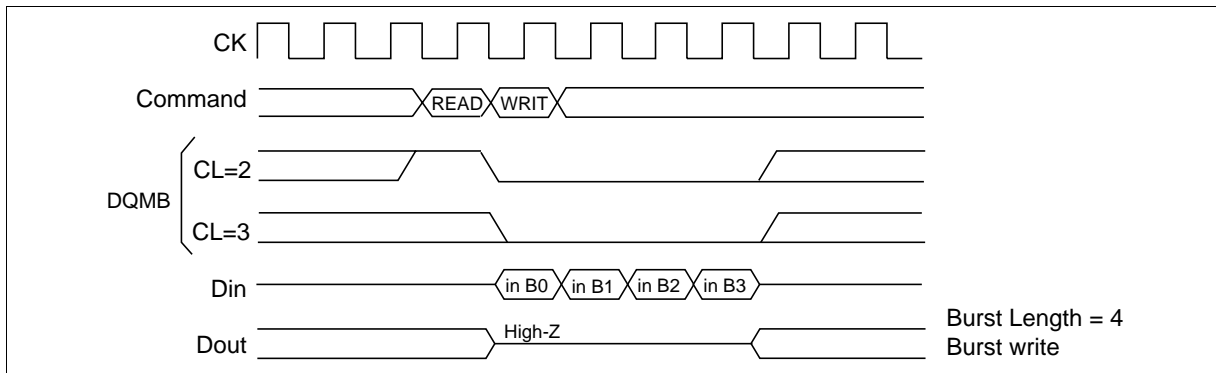 CK
Command
READ WRIT
CL=2
DQMB
CL=3
Din
in B0 in B1 in B2 in B3
High-Z
Dout
Burst Length = 4
Burst write